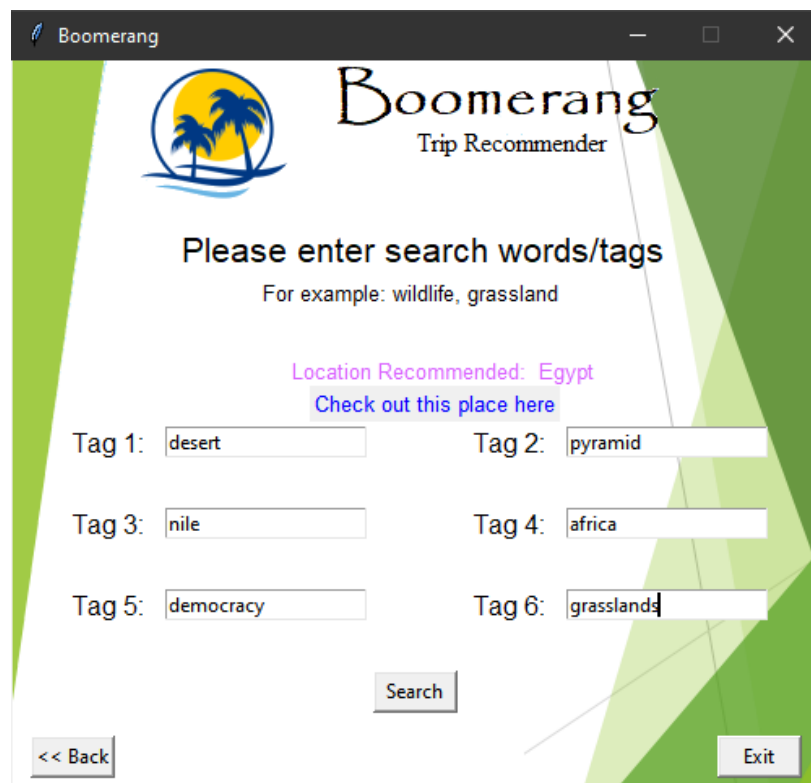 Boomerang
Boomerang
Trip Recommender
Please enter search words/tags
For example: wildlife, grassland
Location Recommended: Egypt
Check out this place here
Tag 1: desert Tag 2: pyramid
Tag 3: nile Tag 4: africa
Tag 5: democracy Tag 6: grasslands
Search
<< Back Exit